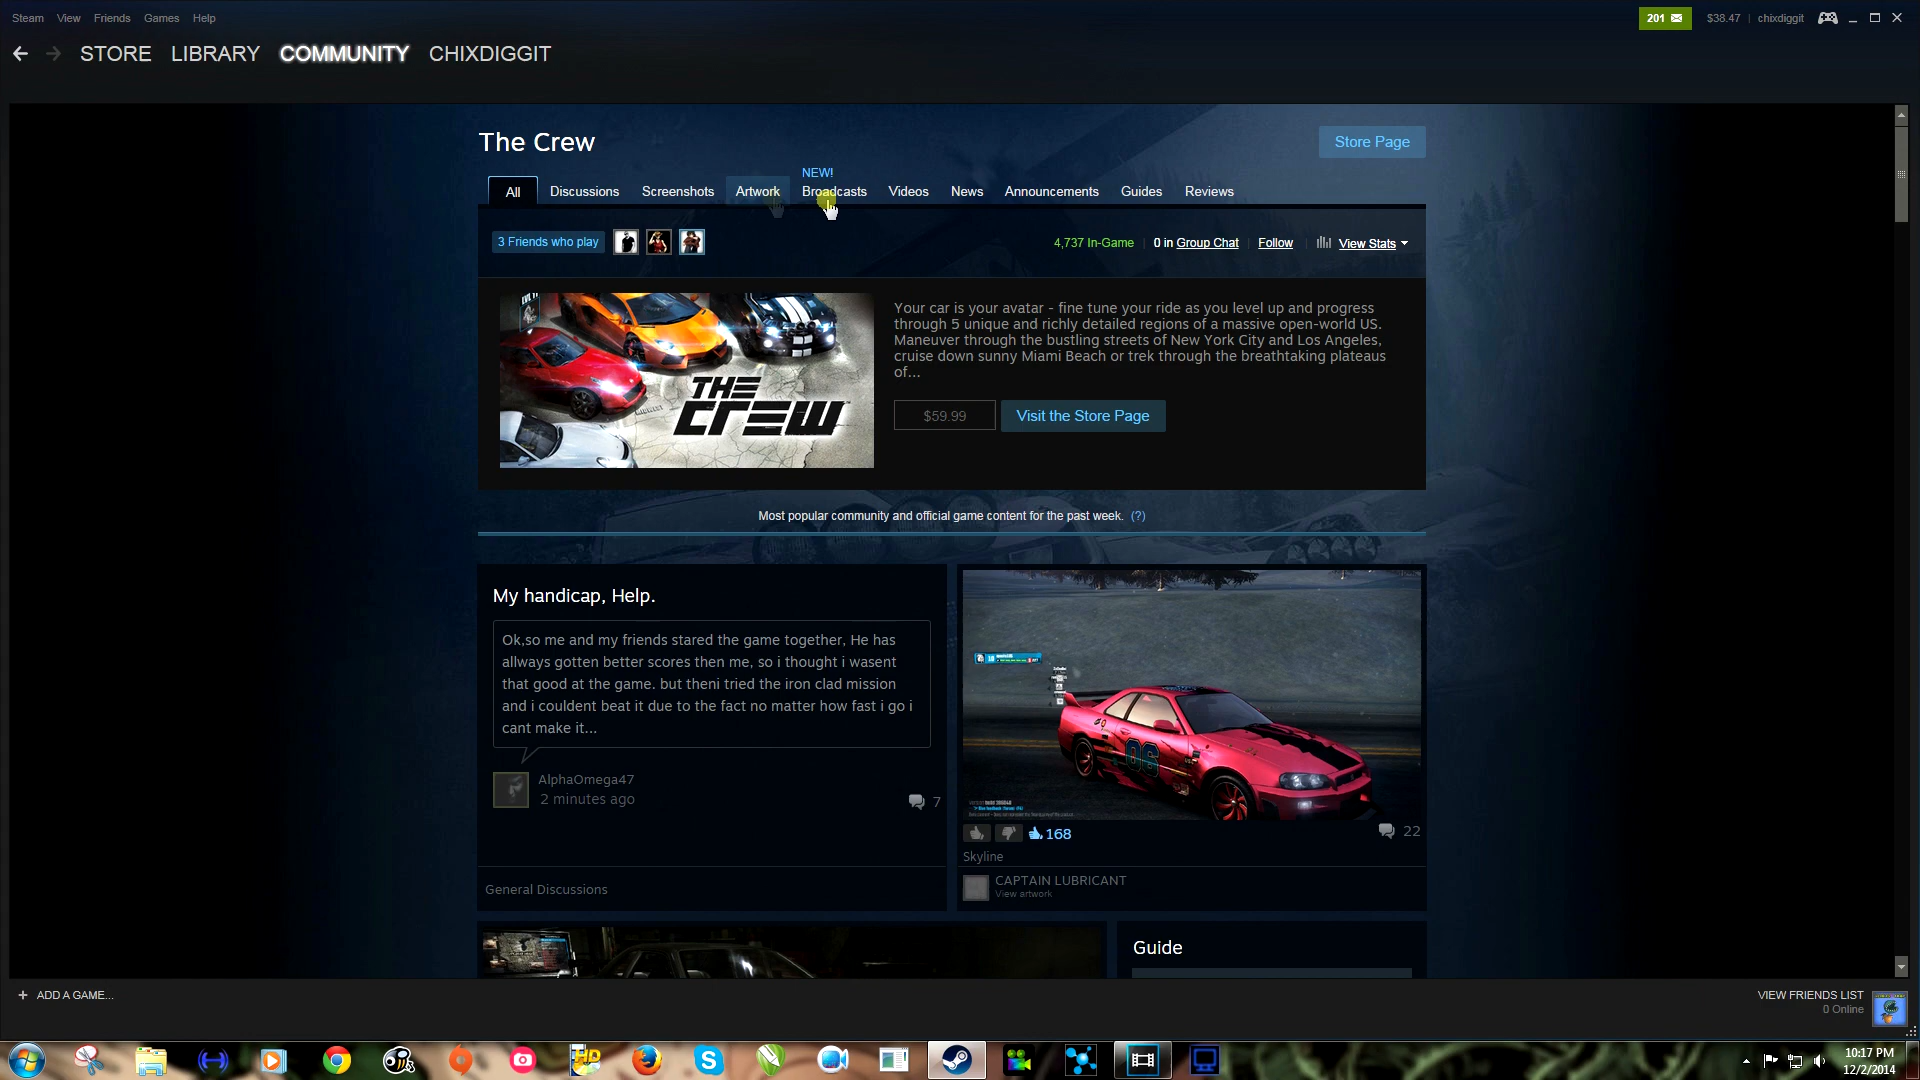 Steam View Friends Games Help
201 $38.47 | chixdiggit
STORE LIBRARY COMMUNITY CHIXDIGGIT
The Crew
Store Page
NEW!
All Discussions Screenshots Artwork Broadcasts Videos News Announcements Guides Reviews
3 Friends who play
4,737 In-Game | 0 in Group Chat | Follow | View Stats
Your car is your avatar - fine tune your ride as you level up and progress
through 5 unique and richly detailed regions of a massive open-world US.
Maneuver through the bustling streets of New York City and Los Angeles,
cruise down sunny Miami Beach or trek through the breathtaking plateaus
of...
THE
CREW
$59.99 Visit the Store Page
Most popular community and official game content for the past week. (?)
My handicap, Help.
Ok,so me and my friends stared the game together, He has
allways gotten better scores then me, so i thought i wasent
that good at the game. but theni tried the iron clad mission
and i couldent beat it due to the fact no matter how fast i go i
cant make it...
AlphaOmega47
2 minutes ago
7
General Discussions
06
168
22
Skyline
CAPTAIN LUBRICANT
View artwork
Guide
+ ADD A GAME...
VIEW FRIENDS LIST
0 Online
HD
10:17 PM
12/2/2014